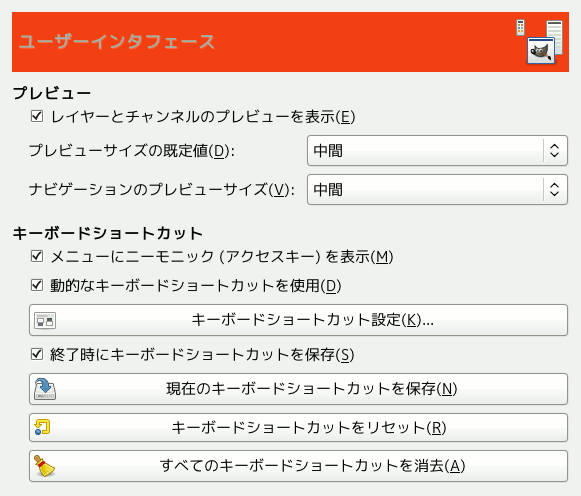 ユーザーインタフェース
プレビュー
レイヤーとチャンネルのプレビューを表示(E)
プレビューサイズの既定値(D): 中間
ナビゲーションのプレビューサイズ(V): 中間
キーボードショートカット
メニューにニーモニック (アクセスキー) を表示(M)
動的なキーボードショートカットを使用(D)
キーボードショートカット設定(K)...
終了時にキーボードショートカットを保存(S)
現在のキーボードショートカットを保存(N)
キーボードショートカットをリセット(R)
すべてのキーボードショートカットを消去(A)